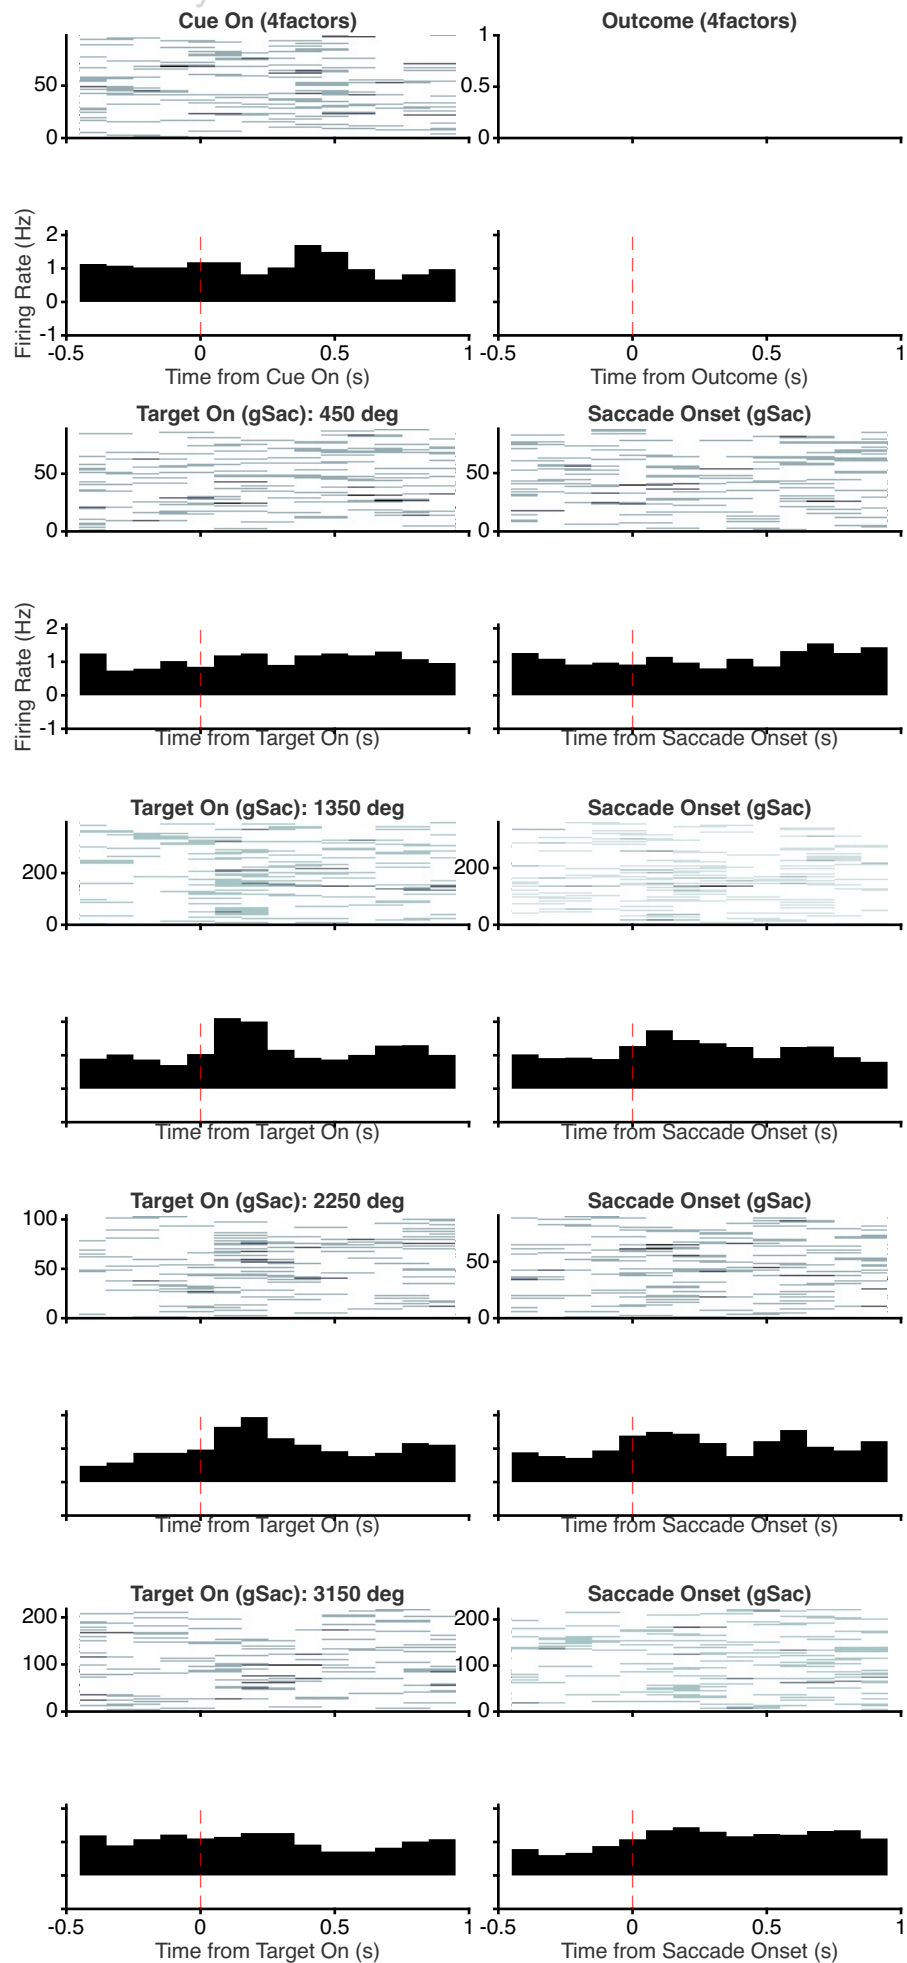 Cue On (4factors)
Outcome (4factors)
50
0
1
0.5
0
Firing Rate (Hz)
2
1
0
-1
-0.5 0 0.5 1
-0.5 0 0.5 1
Time from Cue On (s)
Time from Outcome (s)
Target On (gSac): 450 deg
Saccade Onset (gSac)
50
0
50
0
Firing Rate (Hz)
2
1
0
-1
Time from Target On (s)
Time from Saccade Onset (s)
Target On (gSac): 1350 deg
Saccade Onset (gSac)
200
0
200
0
Time from Target On (s)
Time from Saccade Onset (s)
Target On (gSac): 2250 deg
Saccade Onset (gSac)
100
50
0
50
0
Time from Target On (s)
Time from Saccade Onset (s)
Target On (gSac): 3150 deg
Saccade Onset (gSac)
200
100
0
200
100
0
-0.5 0 0.5 1
-0.5 0 0.5 1
Time from Target On (s)
Time from Saccade Onset (s)